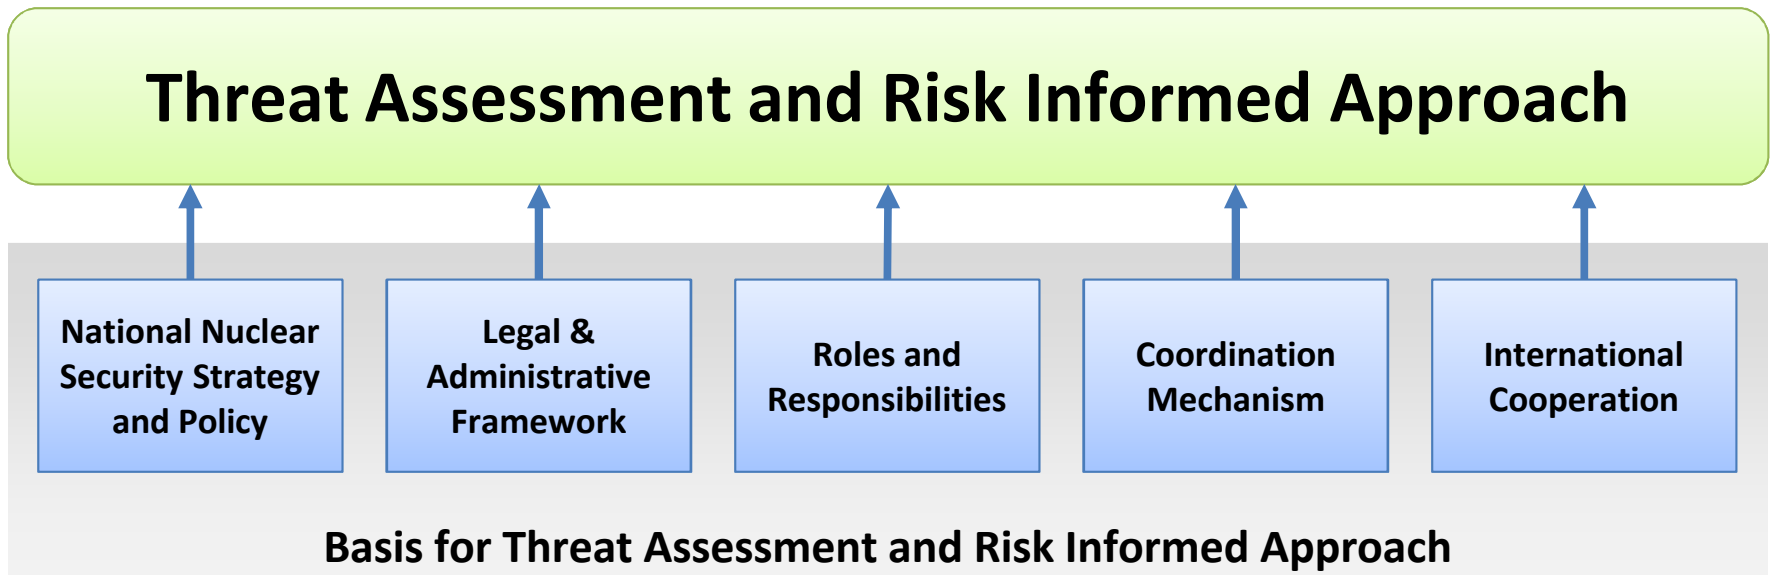 Threat Assessment and Risk Informed Approach
National Nuclear
Security Strategy
and Policy
Legal &
Administrative
Framework
Roles and
Responsibilities
Coordination
Mechanism
International
Cooperation
Basis for Threat Assessment and Risk Informed Approach